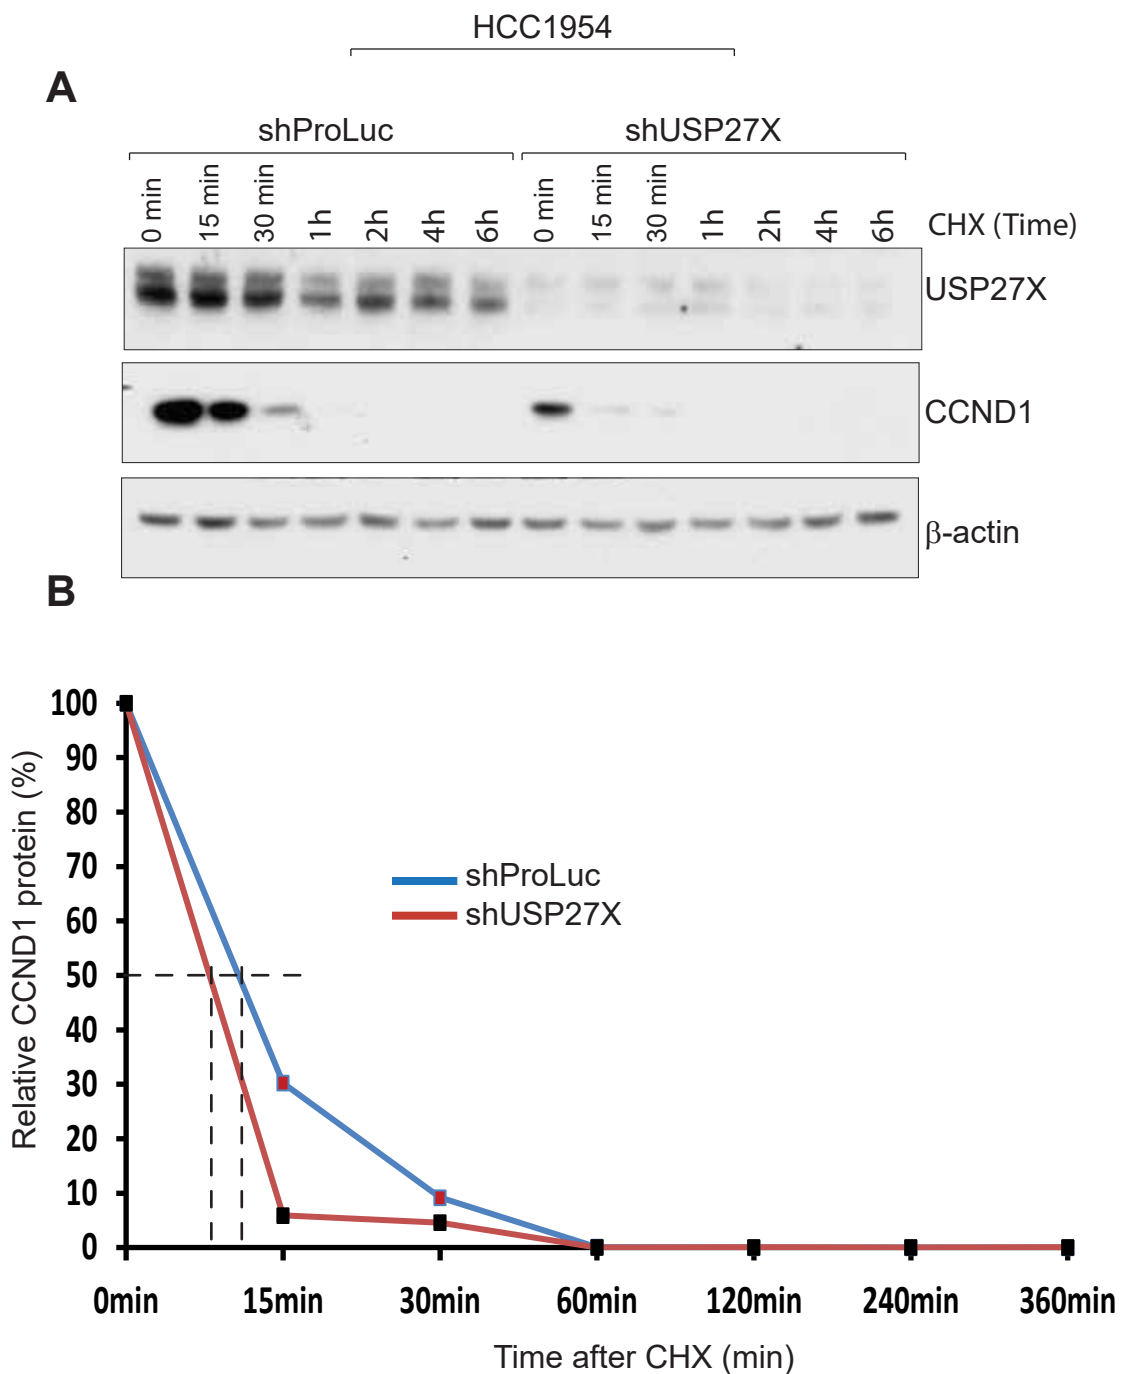 HCC1954
A
shProLuc shUSP27X
0 min 15 min 30 min 1h 2h 4h 6h 0 min 15 min 30 min 1h 2h 4h 6h CHX (Time)
USP27X
CCND1
β-actin
B
Relative CCND1 protein (%)
100
90
80
70
60
50
40
30
20
10
0
shProLuc
shUSP27X
0min 15min 30min 60min 120min 240min 360min
Time after CHX (min)